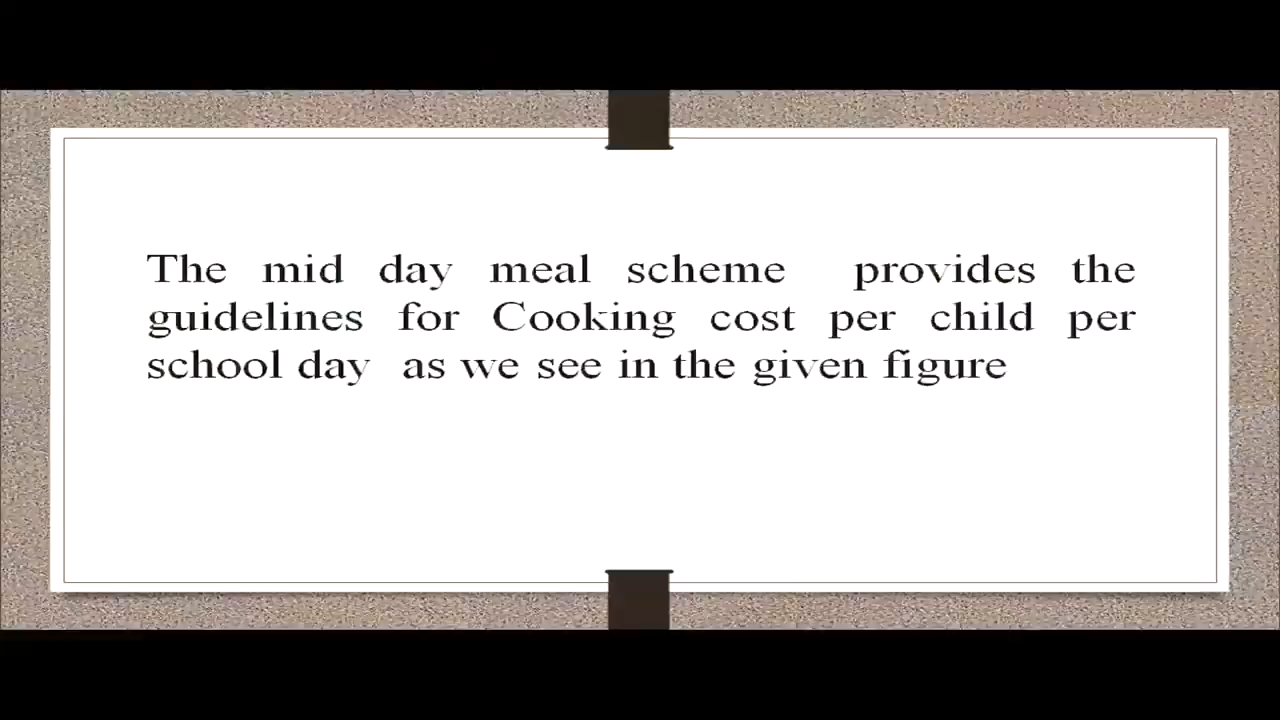 The mid day meal scheme provides the
guidelines for Cooking cost per child per
school day as we see in the given figure